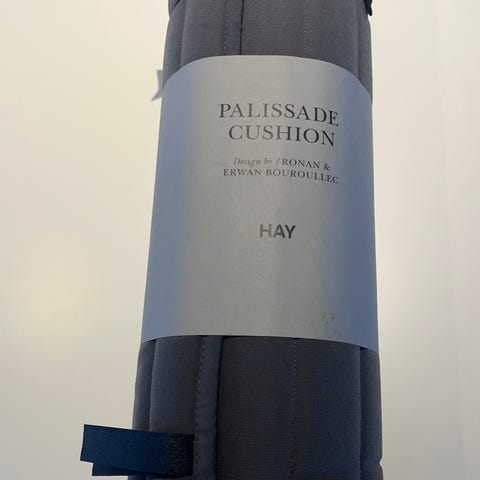 PALISSADE
CUSHION
Design by / RONAN &
ERWAN BOUROULLEC
HAY